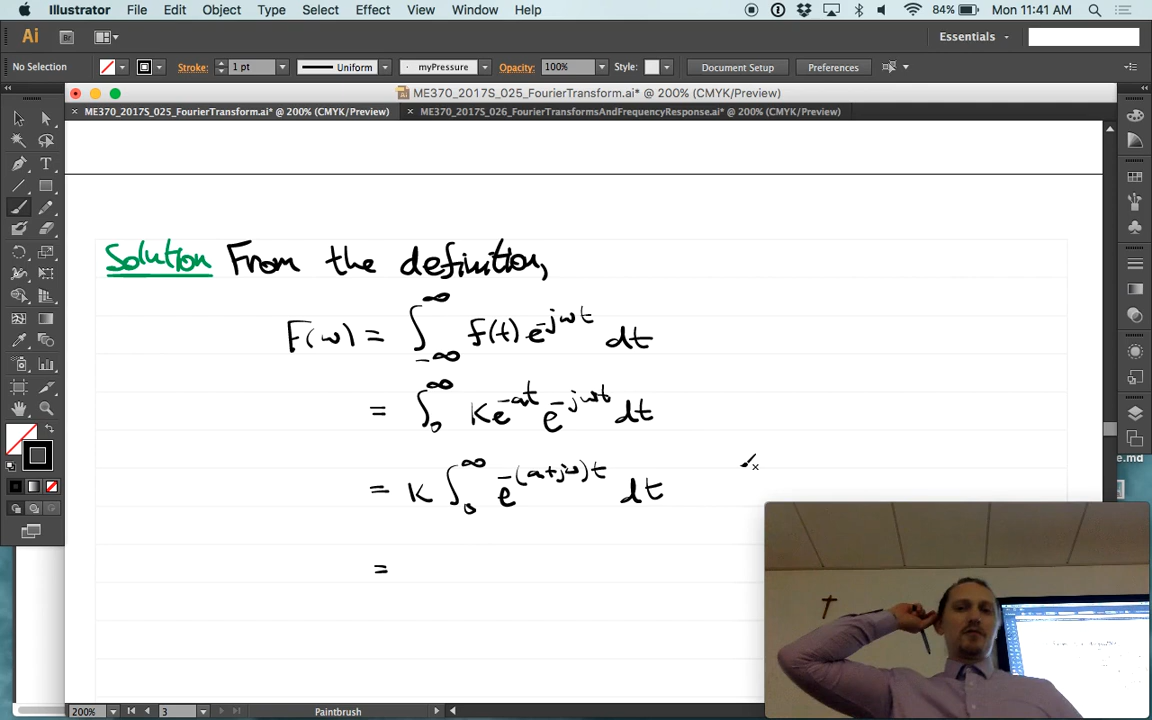 Illustrator File Edit Object Type Select Effect View Window Help 84% Mon 11:41 AM
Ai Br Essentials
No Selection Stroke: 1 pt Uniform myPressure Opacity: 100% Style: Document Setup Preferences
ME370_2017S_025_FourierTransform.ai* @ 200% (CMYK/Preview)
ME370_2017S_025_FourierTransform.ai* @ 200% (CMYK/Preview) ME370_2017S_026_FourierTransformsAndFrequencyResponse.ai* @ 200% (CMYK/Preview)
Solution From the definition,
F(ω) = ∫_{-∞}^{∞} f(t) e^{-jωt} dt
= ∫_0^∞ K e^{-at} e^{-jωt} dt
= K ∫_0^∞ e^{-(a+jω)t} dt
=
e.md
200% 3 Paintbrush